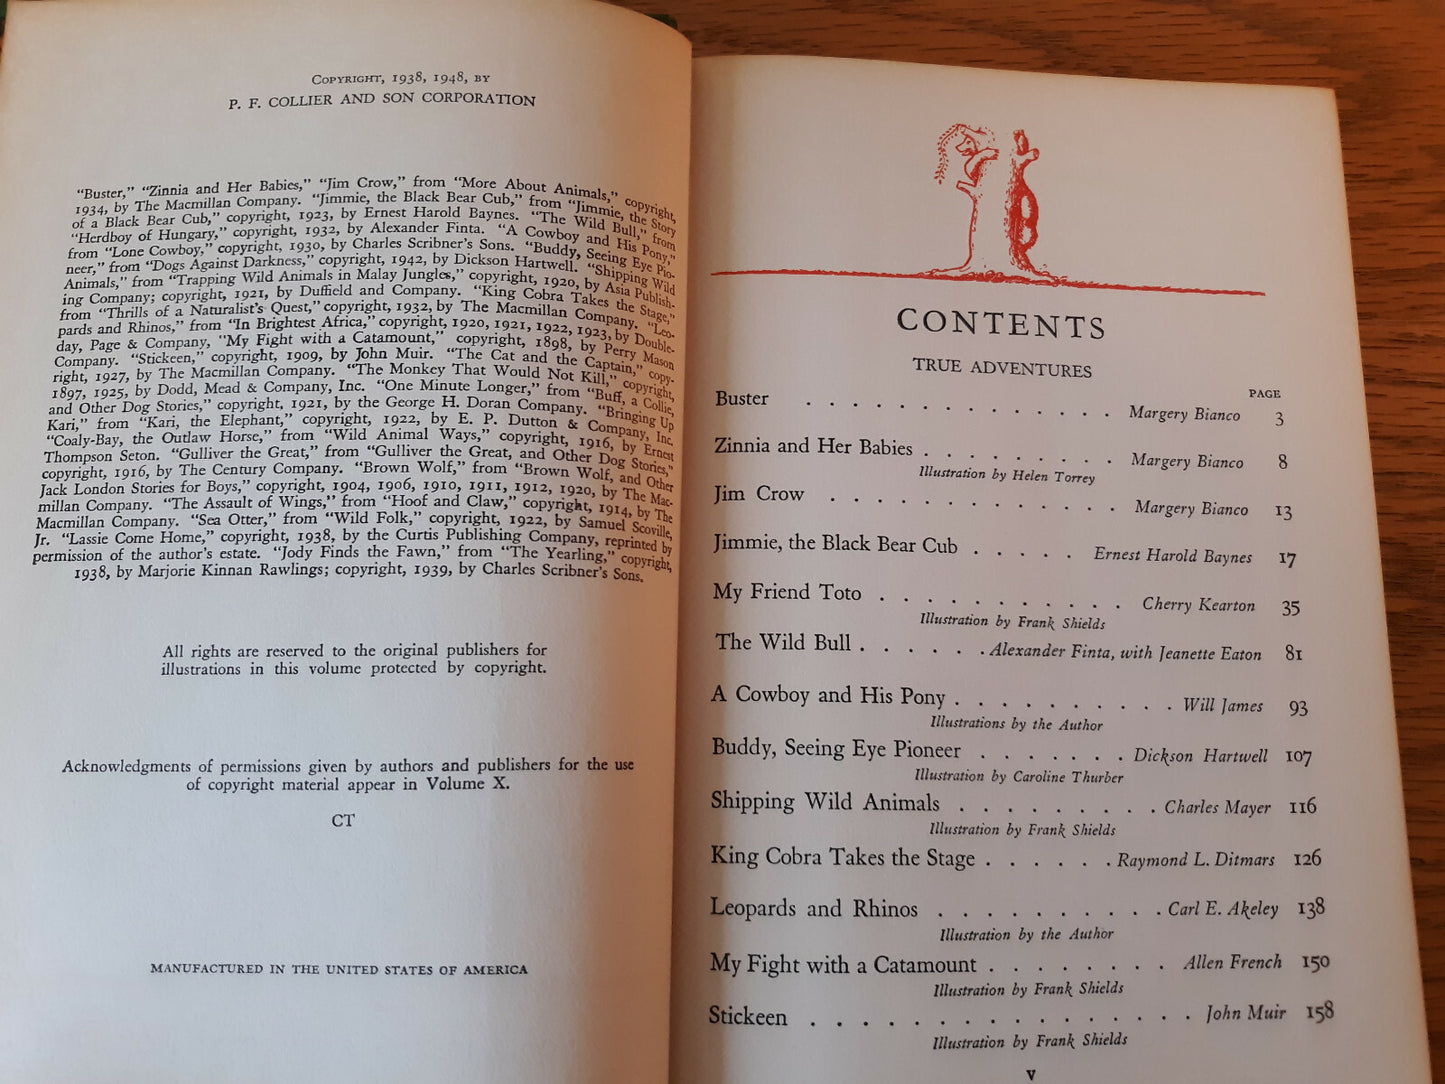 Copyright, 1938, 1948, by
P. F. COLLIER AND SON CORPORATION
"Buster," "Zinnia and Her Babies," "Jim Crow," from "More About Animals," copyright,
1934, by The Macmillan Company. "Jimmie, the Black Bear Cub," from "Jimmie, the Story
of a Black Bear Cub," copyright, 1923, by Ernest Harold Baynes. "The Wild Bull," from
"Herdboy of Hungary," copyright, 1932, by Alexander Finta. "A Cowboy and His Pony,"
from "Lone Cowboy," copyright, 1930, by Charles Scribner's Sons. "Buddy, Seeing Eye Pio-
neer," from "Dogs Against Darkness," copyright, 1942, by Dickson Hartwell. "Shipping Wild
Animals," from "Trapping Wild Animals in Malay Jungles," copyright, 1920, by Asia Publish-
ing Company; copyright, 1921, by Duffield and Company. "King Cobra Takes the Stage,"
from "Thrills of a Naturalist's Quest," copyright, 1932, by The Macmillan Company. "Leo-
pards and Rhinos," from "In Brightest Africa," copyright, 1920, 1921, 1922, 1923, by Double-
day, Page & Company, "My Fight with a Catamount," copyright, 1898, by Perry Mason
Company. "Stickeen," copyright, 1909, by John Muir. "The Cat and the Captain," copy-
right, 1927, by The Macmillan Company. "The Monkey That Would Not Kill," copyright,
1897, 1925, by Dodd, Mead & Company, Inc. "One Minute Longer," from "Buff, a Collie,
and Other Dog Stories," copyright, 1921, by the George H. Doran Company. "Bringing Up
Kari," from "Kari, the Elephant," copyright, 1922, by E. P. Dutton & Company, Inc.
"Coaly-Bay, the Outlaw Horse," from "Wild Animal Ways," copyright, 1916, by Ernest
Thompson Seton. "Gulliver the Great," from "Gulliver the Great, and Other Dog Stories,"
copyright, 1916, by The Century Company. "Brown Wolf," from "Brown Wolf, and Other
Jack London Stories for Boys," copyright, 1904, 1906, 1910, 1911, 1912, 1920, by The Mac-
millan Company. "The Assault of Wings," from "Hoof and Claw," copyright, 1914, by The
Macmillan Company. "Sea Otter," from "Wild Folk," copyright, 1922, by Samuel Scoville,
Jr. "Lassie Come Home," copyright, 1938, by the Curtis Publishing Company, reprinted by
permission of the author's estate. "Jody Finds the Fawn," from "The Yearling," copyright,
1938, by Marjorie Kinnan Rawlings; copyright, 1939, by Charles Scribner's Sons.
All rights are reserved to the original publishers for
illustrations in this volume protected by copyright.
Acknowledgments of permissions given by authors and publishers for the use
of copyright material appear in Volume X.
CT
MANUFACTURED IN THE UNITED STATES OF AMERICA
CONTENTS
TRUE ADVENTURES
PAGE
Buster . . . . . . . . . . . . . . Margery Bianco 3
Zinnia and Her Babies . . . . . . . . . Margery Bianco 8
Illustration by Helen Torrey
Jim Crow . . . . . . . . . . . . . Margery Bianco 13
Jimmie, the Black Bear Cub . . . . . Ernest Harold Baynes 17
My Friend Toto . . . . . . . . . . . Cherry Kearton 35
Illustration by Frank Shields
The Wild Bull . . . . . . . Alexander Finta, with Jeanette Eaton 81
A Cowboy and His Pony . . . . . . . . . . Will James 93
Illustrations by the Author
Buddy, Seeing Eye Pioneer . . . . . . . Dickson Hartwell 107
Illustration by Caroline Thurber
Shipping Wild Animals . . . . . . . . . Charles Mayer 116
Illustration by Frank Shields
King Cobra Takes the Stage . . . . . . Raymond L. Ditmars 126
Leopards and Rhinos . . . . . . . . . . Carl E. Akeley 138
Illustration by the Author
My Fight with a Catamount . . . . . . . . Allen French 150
Illustration by Frank Shields
Stickeen . . . . . . . . . . . . . . . . John Muir 158
Illustration by Frank Shields
v